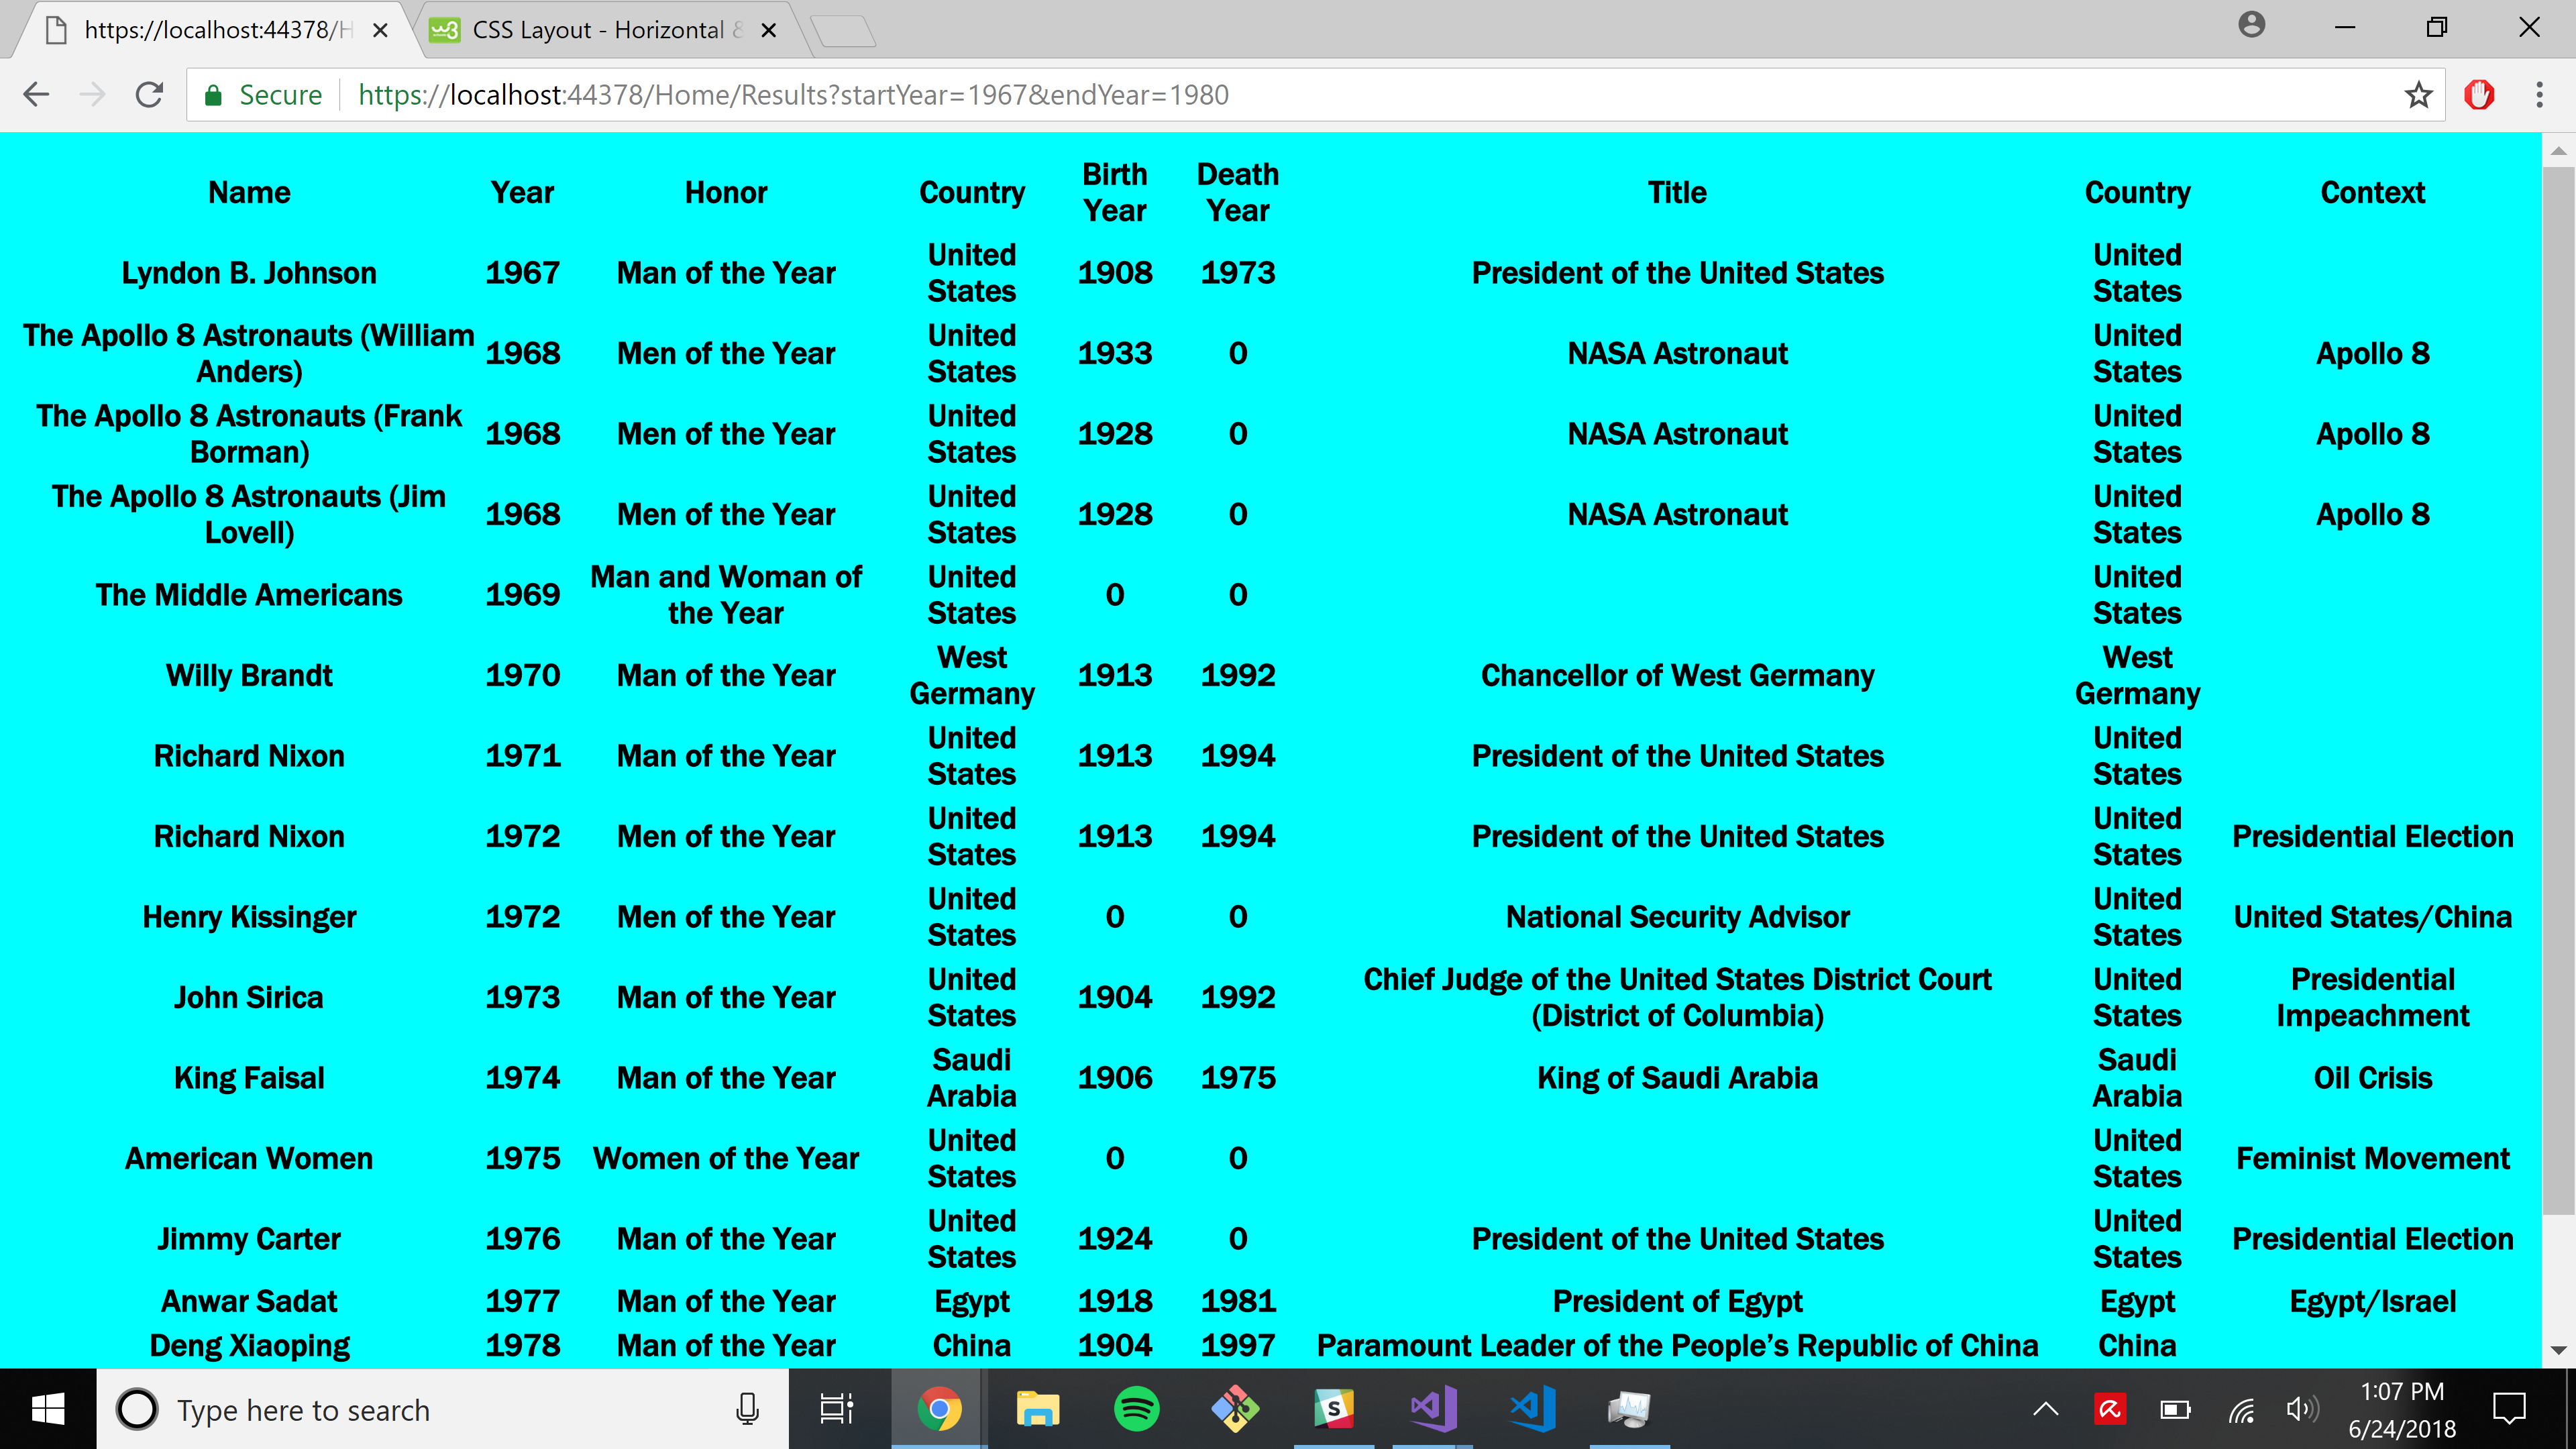 https://localhost:44378/H
CSS Layout - Horizontal &
Secure https://localhost:44378/Home/Results?startYear=1967&endYear=1980
Name Year Honor Country Birth Year Death Year Title Country Context
Lyndon B. Johnson 1967 Man of the Year United States 1908 1973 President of the United States United States
The Apollo 8 Astronauts (William Anders) 1968 Men of the Year United States 1933 0 NASA Astronaut United States Apollo 8
The Apollo 8 Astronauts (Frank Borman) 1968 Men of the Year United States 1928 0 NASA Astronaut United States Apollo 8
The Apollo 8 Astronauts (Jim Lovell) 1968 Men of the Year United States 1928 0 NASA Astronaut United States Apollo 8
The Middle Americans 1969 Man and Woman of the Year United States 0 0 United States
Willy Brandt 1970 Man of the Year West Germany 1913 1992 Chancellor of West Germany West Germany
Richard Nixon 1971 Man of the Year United States 1913 1994 President of the United States United States
Richard Nixon 1972 Men of the Year United States 1913 1994 President of the United States United States Presidential Election
Henry Kissinger 1972 Men of the Year United States 0 0 National Security Advisor United States United States/China
John Sirica 1973 Man of the Year United States 1904 1992 Chief Judge of the United States District Court (District of Columbia) United States Presidential Impeachment
King Faisal 1974 Man of the Year Saudi Arabia 1906 1975 King of Saudi Arabia Saudi Arabia Oil Crisis
American Women 1975 Women of the Year United States 0 0 United States Feminist Movement
Jimmy Carter 1976 Man of the Year United States 1924 0 President of the United States United States Presidential Election
Anwar Sadat 1977 Man of the Year Egypt 1918 1981 President of Egypt Egypt Egypt/Israel
Deng Xiaoping 1978 Man of the Year China 1904 1997 Paramount Leader of the People’s Republic of China China
Type here to search
1:07 PM
6/24/2018